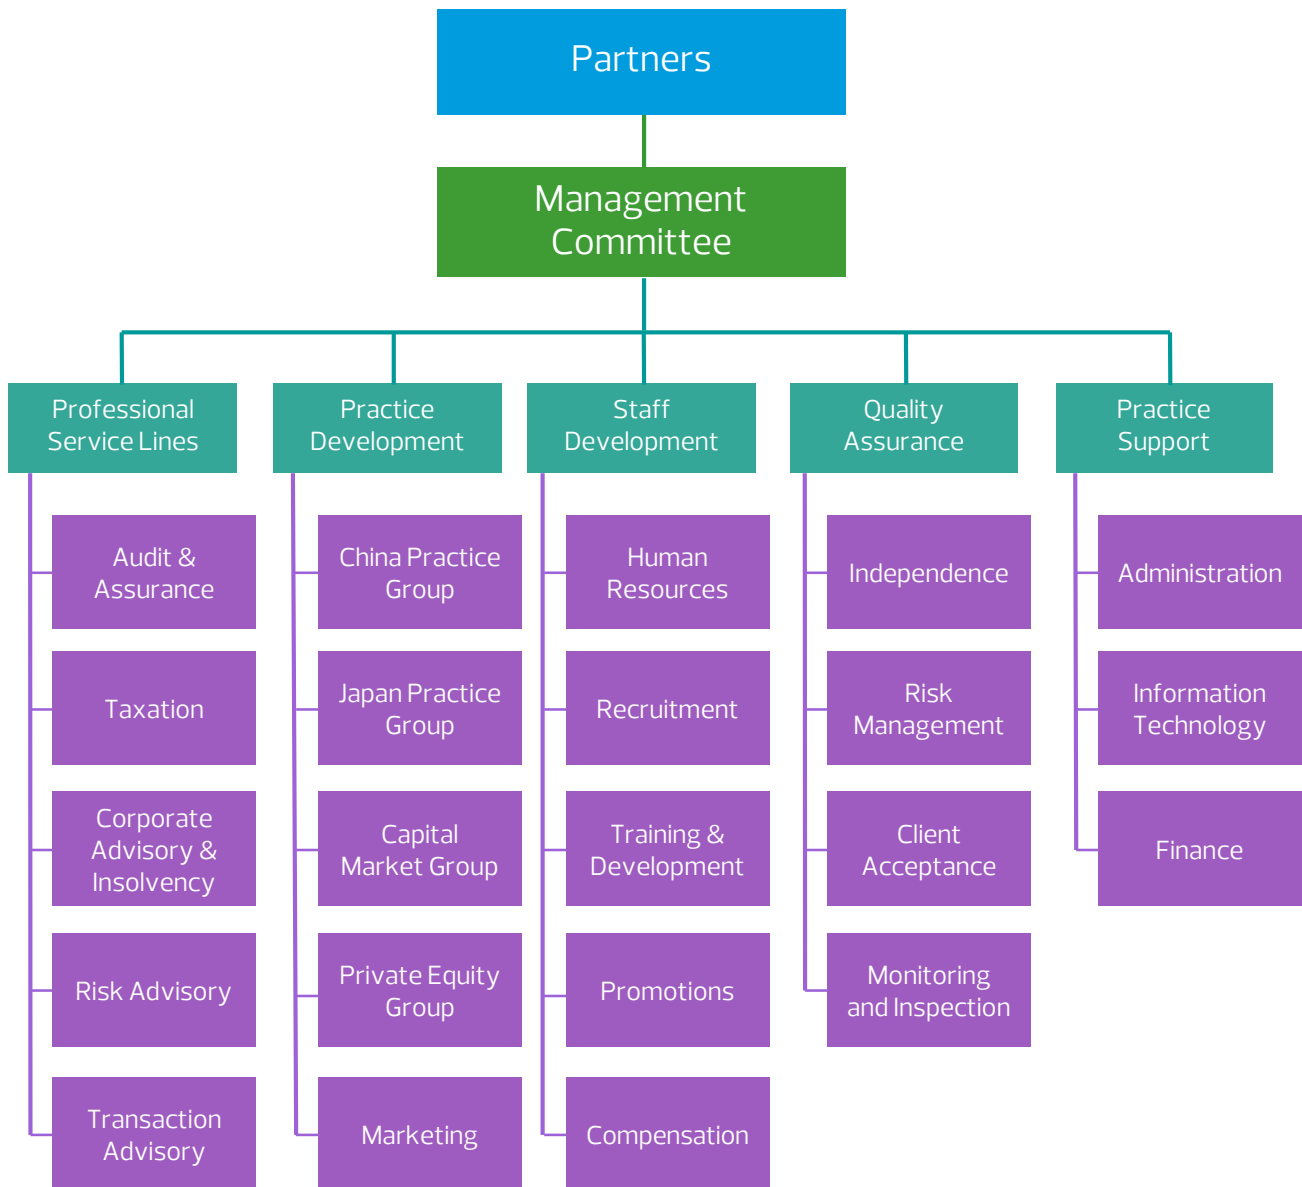 Partners
Management
Committee
Professional
Service Lines
Audit &
Assurance
Taxation
Corporate
Advisory &
Insolvency
Risk Advisory
Transaction
Advisory
Practice
Development
China Practice
Group
Japan Practice
Group
Capital
Market Group
Private Equity
Group
Marketing
Staff
Development
Human
Resources
Recruitment
Training &
Development
Promotions
Compensation
Quality
Assurance
Independence
Risk
Management
Client
Acceptance
Monitoring
and Inspection
Practice
Support
Administration
Information
Technology
Finance